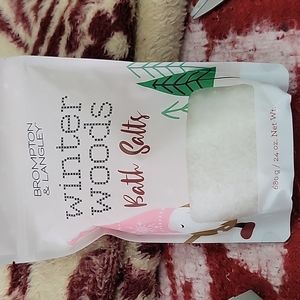 BROMPTON
& LANGLEY
winter
woods
Bath Salts
680g / 24 oz. Net Wt.